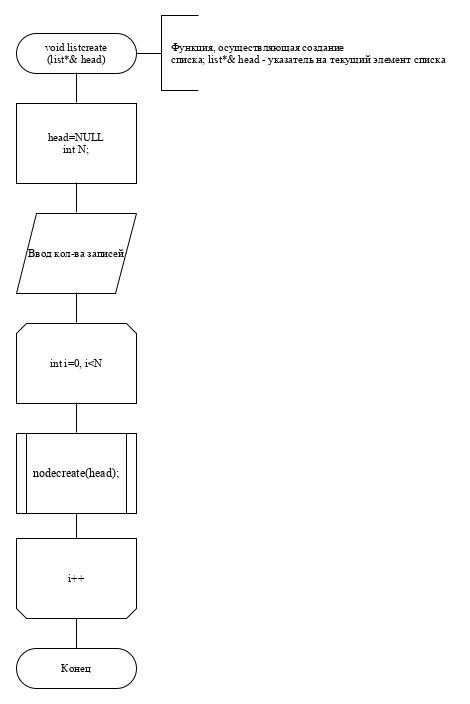 void listcreate
(list*& head)
Функция, осуществляющая создание
списка; list*& head - указатель на текущий элемент списка
head=NULL
int N;
Ввод кол-ва записей
int i=0, i<N
nodecreate(head);
i++
Конец